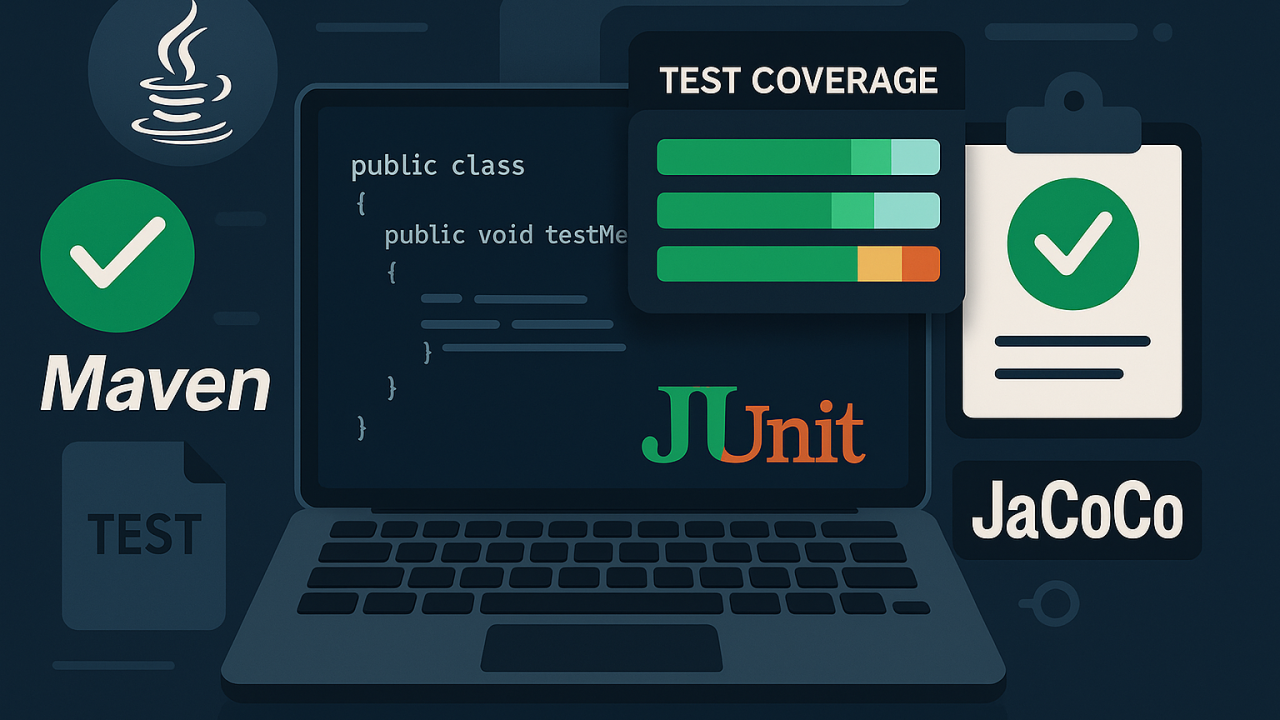 TEST COVERAGE
public class
{
public void testMe
{
}
}
}
JUnit
Maven
TEST
JaCoCo